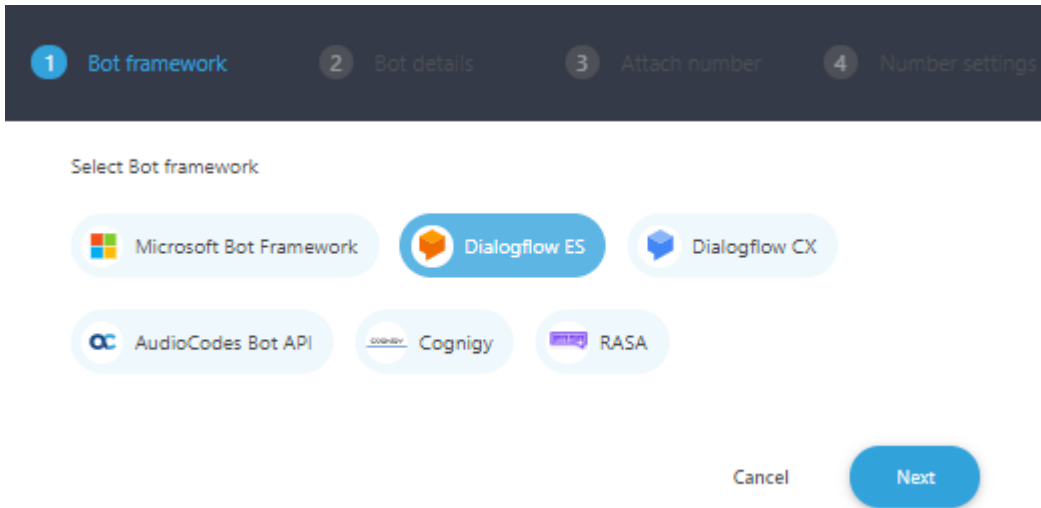 1 Bot framework 2 Bot details 3 Attach number 4 Number settings
Select Bot framework
Microsoft Bot Framework Dialogflow ES Dialogflow CX
AudioCodes Bot API COGNIGY Cognigy RASA
Cancel Next